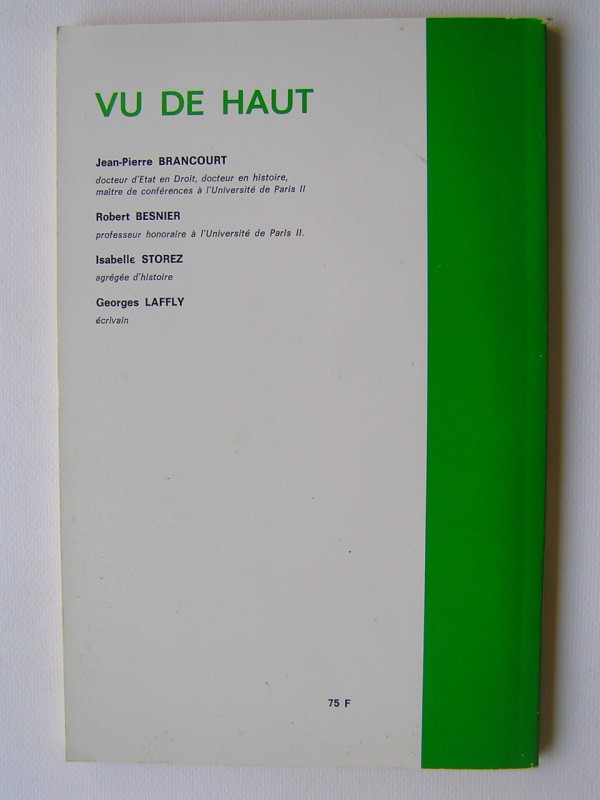 VU DE HAUT
Jean-Pierre BRANCOURT
docteur d'Etat en Droit, docteur en histoire,
maître de conférences à l'Université de Paris II
Robert BESNIER
professeur honoraire à l'Université de Paris II.
Isabelle STOREZ
agrégée d'histoire
Georges LAFFLY
écrivain
75 F